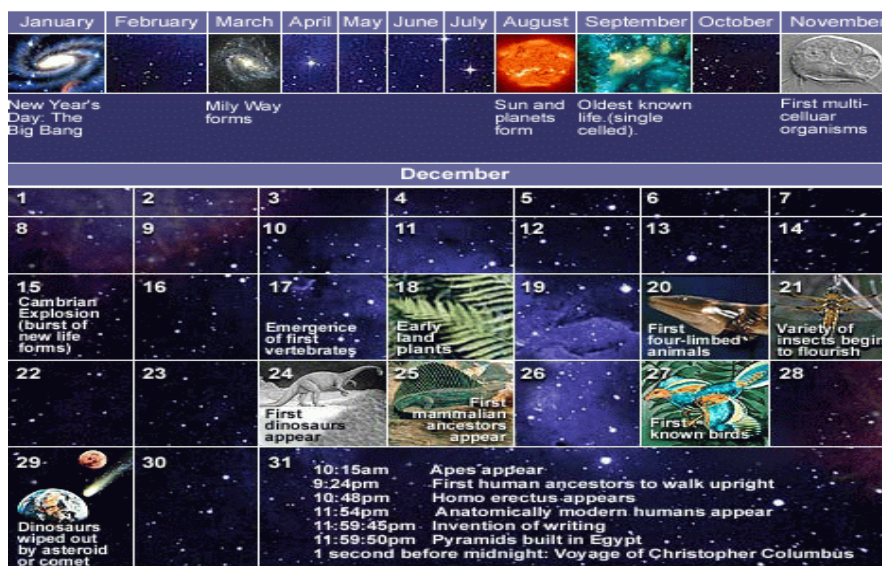 January February March April May June July August September October November
New Year's
Day: The
Big Bang
Mily Way
forms
Sun and
planets
form
Oldest known
life.(single
celled).
First multi-
celluar
organisms
December
1 2 3 4 5 6 7
8 9 10 11 12 13 14
15
Cambrian
Explosion
(burst of
new life
forms)
16
17
Emergence
of first
vertebrates
18
Early
land
plants
19
20
First
four-limbed
animals
21
Variety of
insects begin
to flourish
22
23
24
First
dinosaurs
appear
25
First
mammalian
ancestors
appear
26
27
First
known birds
28
29
Dinosaurs
wiped out
by asteroid
or comet
30
31
10:15am Apes appear
9:24pm First human ancestors to walk upright
10:48pm Homo erectus appears
11:54pm Anatomically modern humans appear
11:59:45pm Invention of writing
11:59:50pm Pyramids built in Egypt
1 second before midnight: Voyage of Christopher Columbus